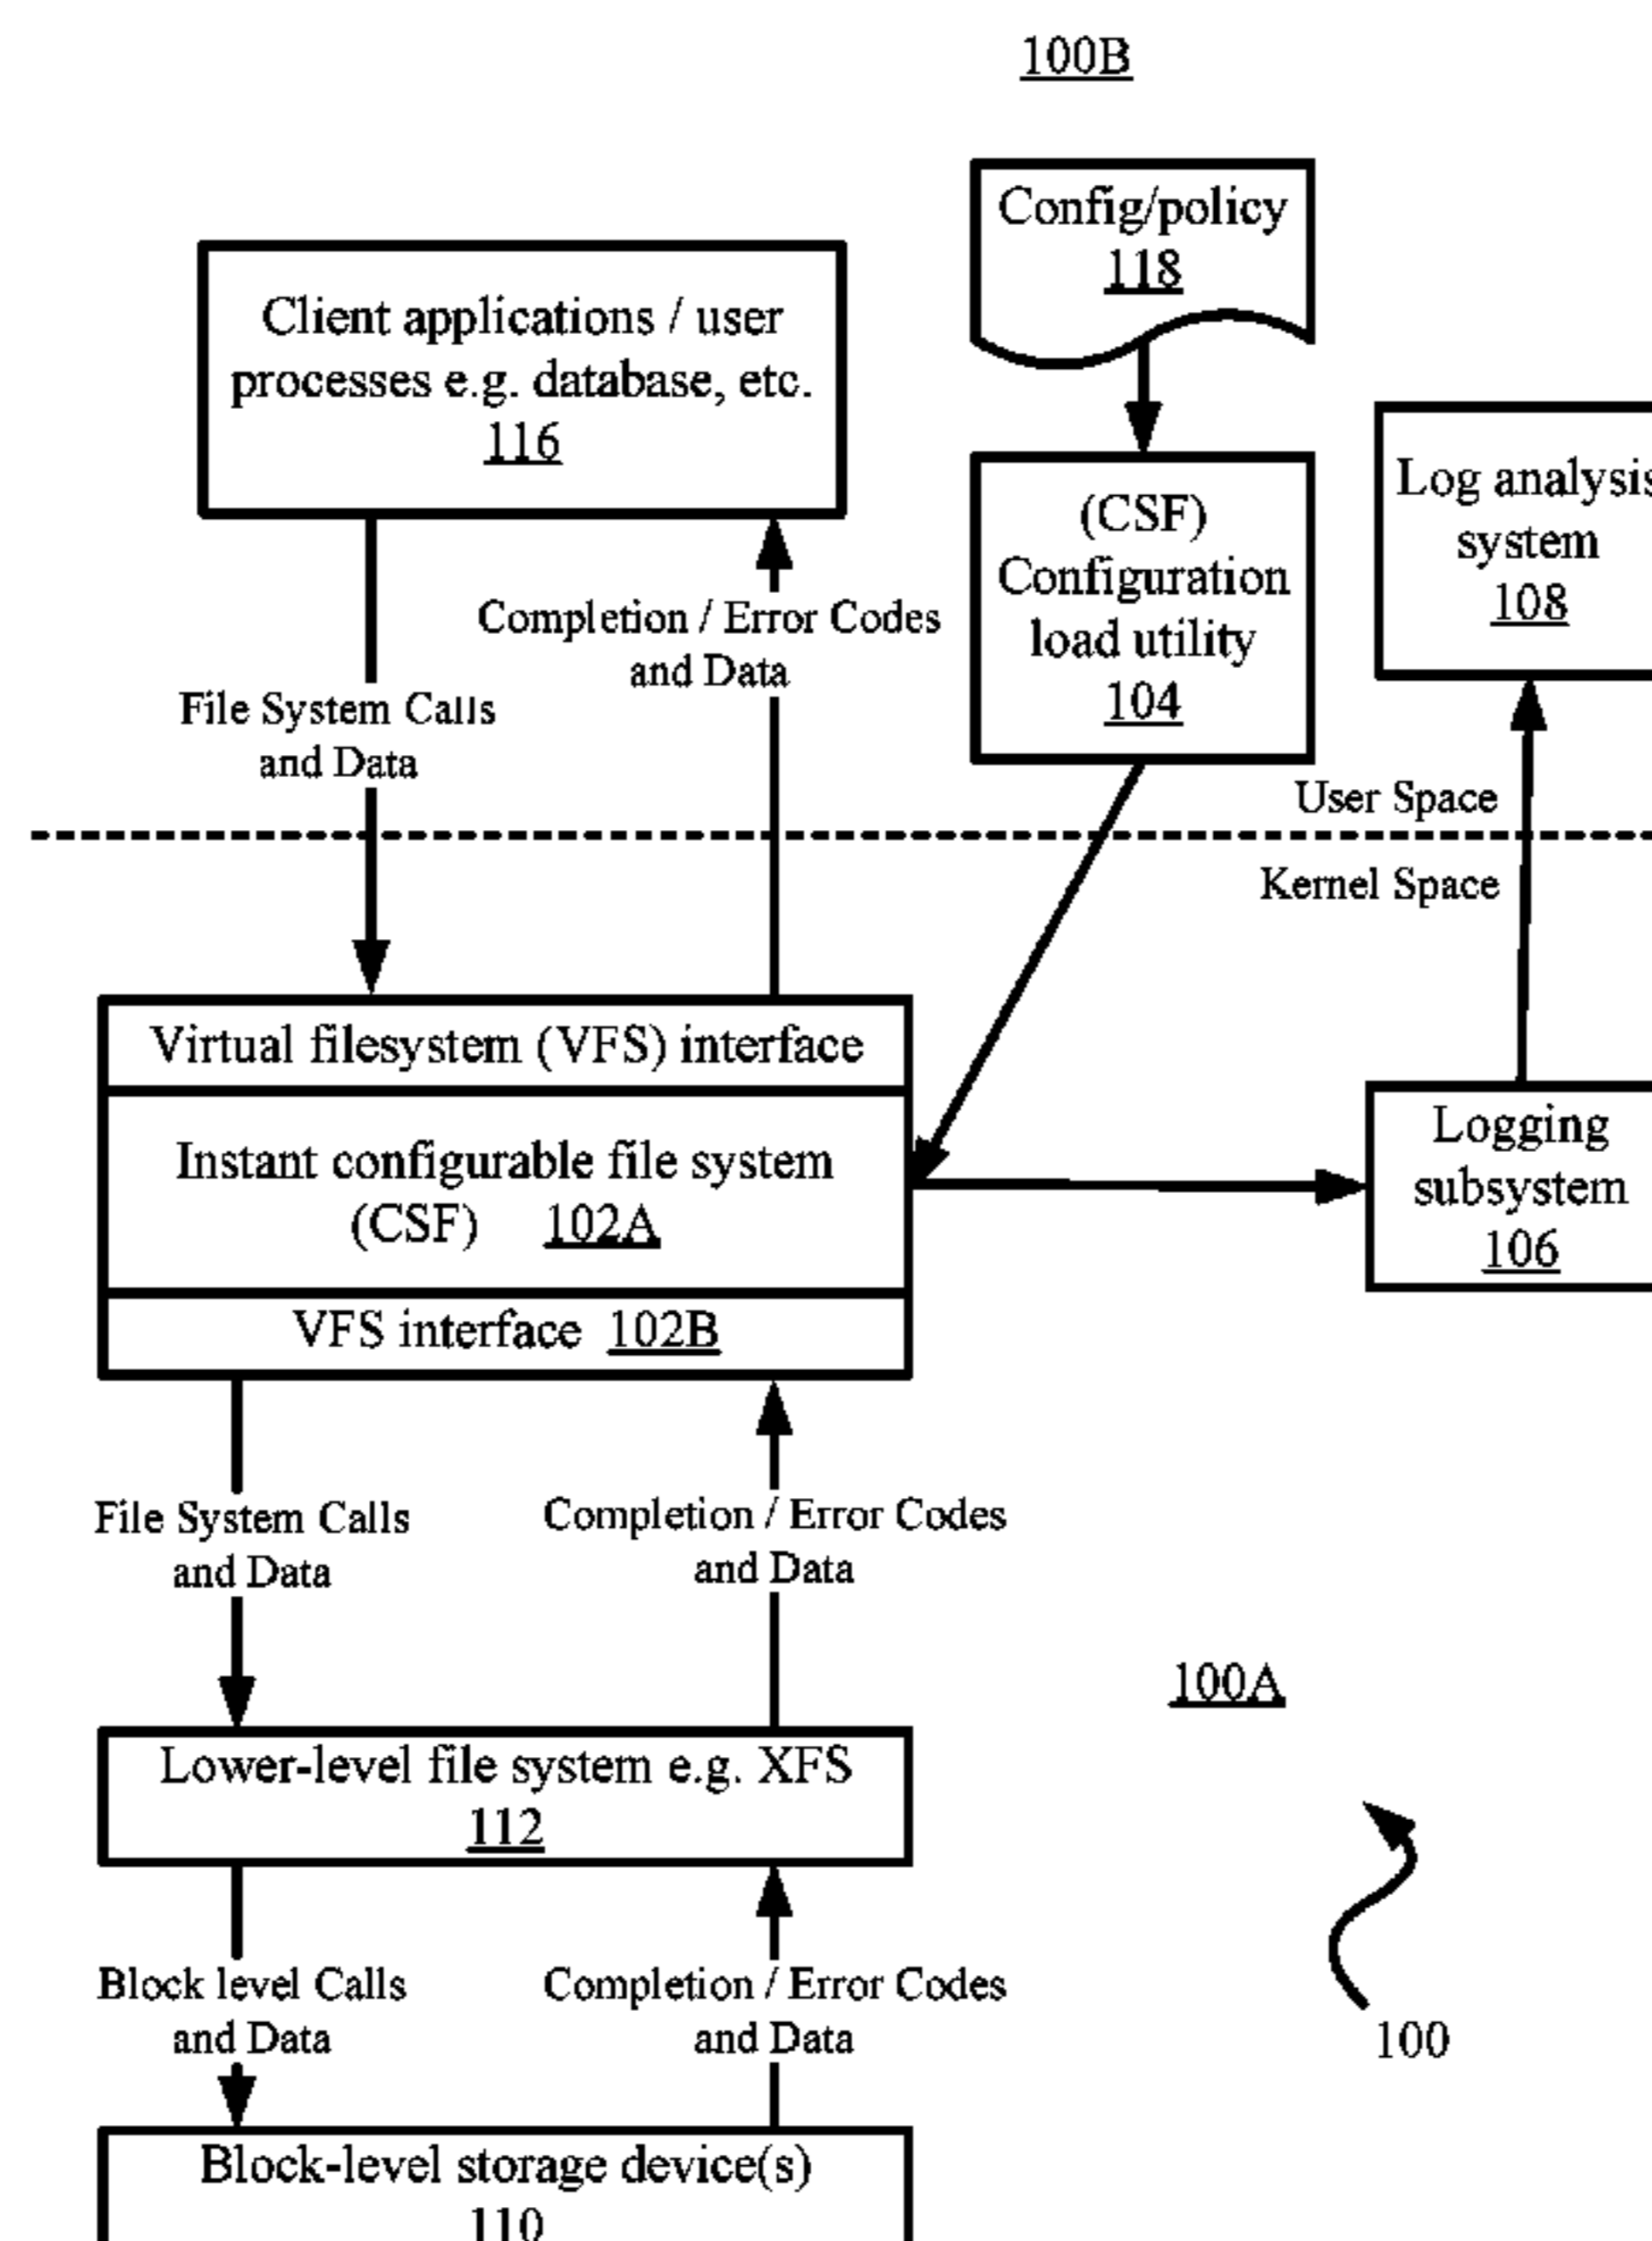 100B
Config/policy
118
Client applications / user
processes e.g. database, etc.
116
(CSF)
Configuration
load utility
104
Log analysis
system
108
Completion / Error Codes
and Data
File System Calls
and Data
User Space
Kernel Space
Virtual filesystem (VFS) interface
Instant configurable file system
(CSF) 102A
VFS interface 102B
Logging
subsystem
106
File System Calls
and Data
Completion / Error Codes
and Data
100A
Lower-level file system e.g. XFS
112
Block level Calls
and Data
Completion / Error Codes
and Data
100
Block-level storage device(s)
110